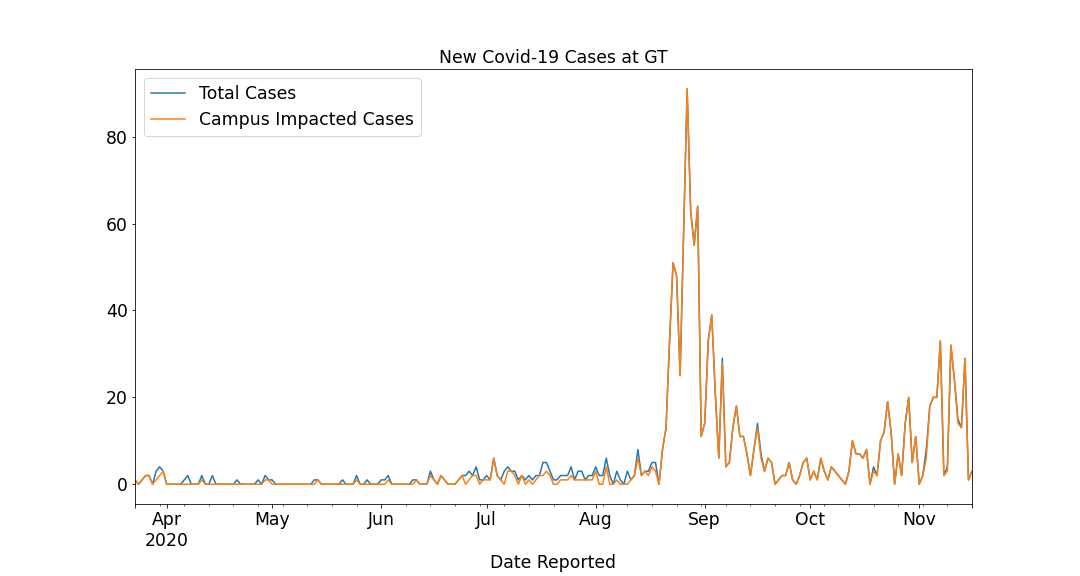 New Covid-19 Cases at GT
Total Cases
Campus Impacted Cases
80
60
40
20
0
Apr May Jun Jul Aug Sep Oct Nov
2020
Date Reported